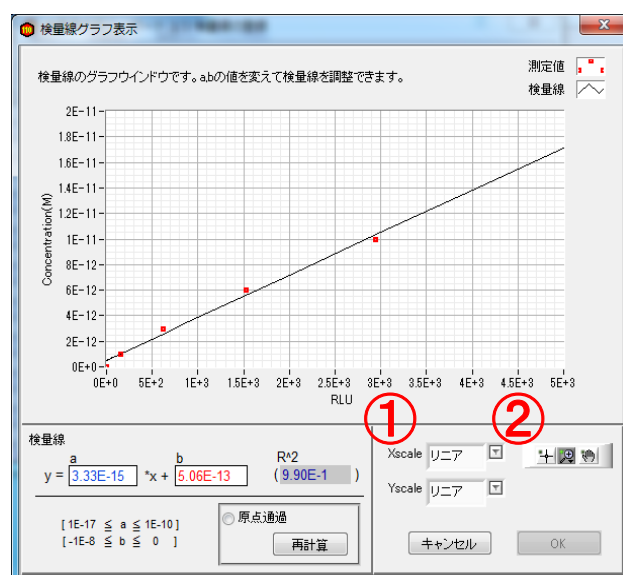 検量線グラフ表示
検量線のグラフウインドウです。a,bの値を変えて検量線を調整できます。
測定値
検量線
Concentration(M)
2E-11
1.8E-11
1.6E-11
1.4E-11
1.2E-11
1E-11
8E-12
6E-12
4E-12
2E-12
0E+0
0E+0 5E+2 1E+3 1.5E+3 2E+3 2.5E+3 3E+3 3.5E+3 4E+3 4.5E+3 5E+3
RLU
① ②
検量線
a b R^2
y = 3.33E-15 *x + 5.06E-13 ( 9.90E-1 )
[ 1E-17 ≦ a ≦ 1E-10 ]
[ -1E-8 ≦ b ≦ 0 ]
原点通過
再計算
Xscale リニア
Yscale リニア
キャンセル OK